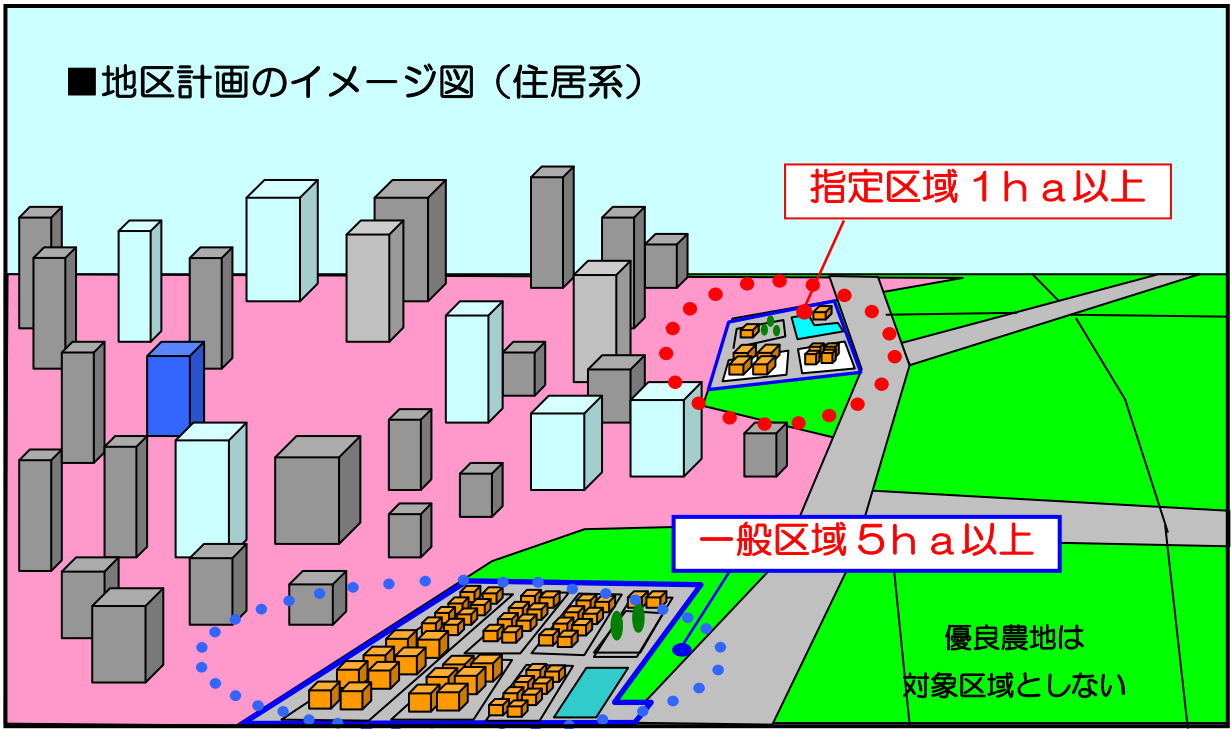 ■地区計画のイメージ図（住居系）
指定区域１ｈａ以上
一般区域５ｈａ以上
優良農地は
対象区域としない